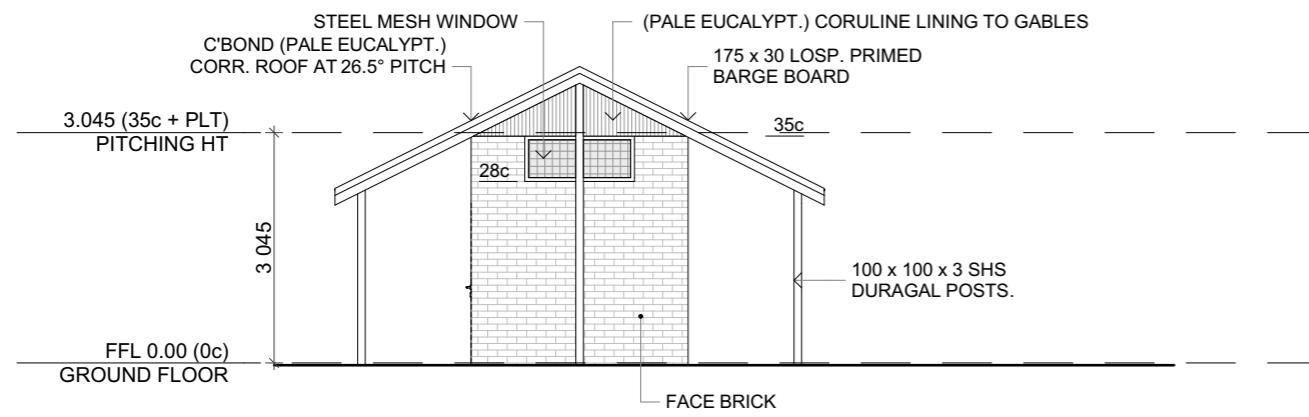 STEEL MESH WINDOW
(PALE EUCALYPT.) CORULINE LINING TO GABLES
C'BOND (PALE EUCALYPT.)
CORR. ROOF AT 26.5° PITCH
175 x 30 LOSP. PRIMED
BARGE BOARD
3.045 (35c + PLT)
PITCHING HT
35c
28c
3 045
100 x 100 x 3 SHS
DURAGAL POSTS.
FFL 0.00 (0c)
GROUND FLOOR
FACE BRICK